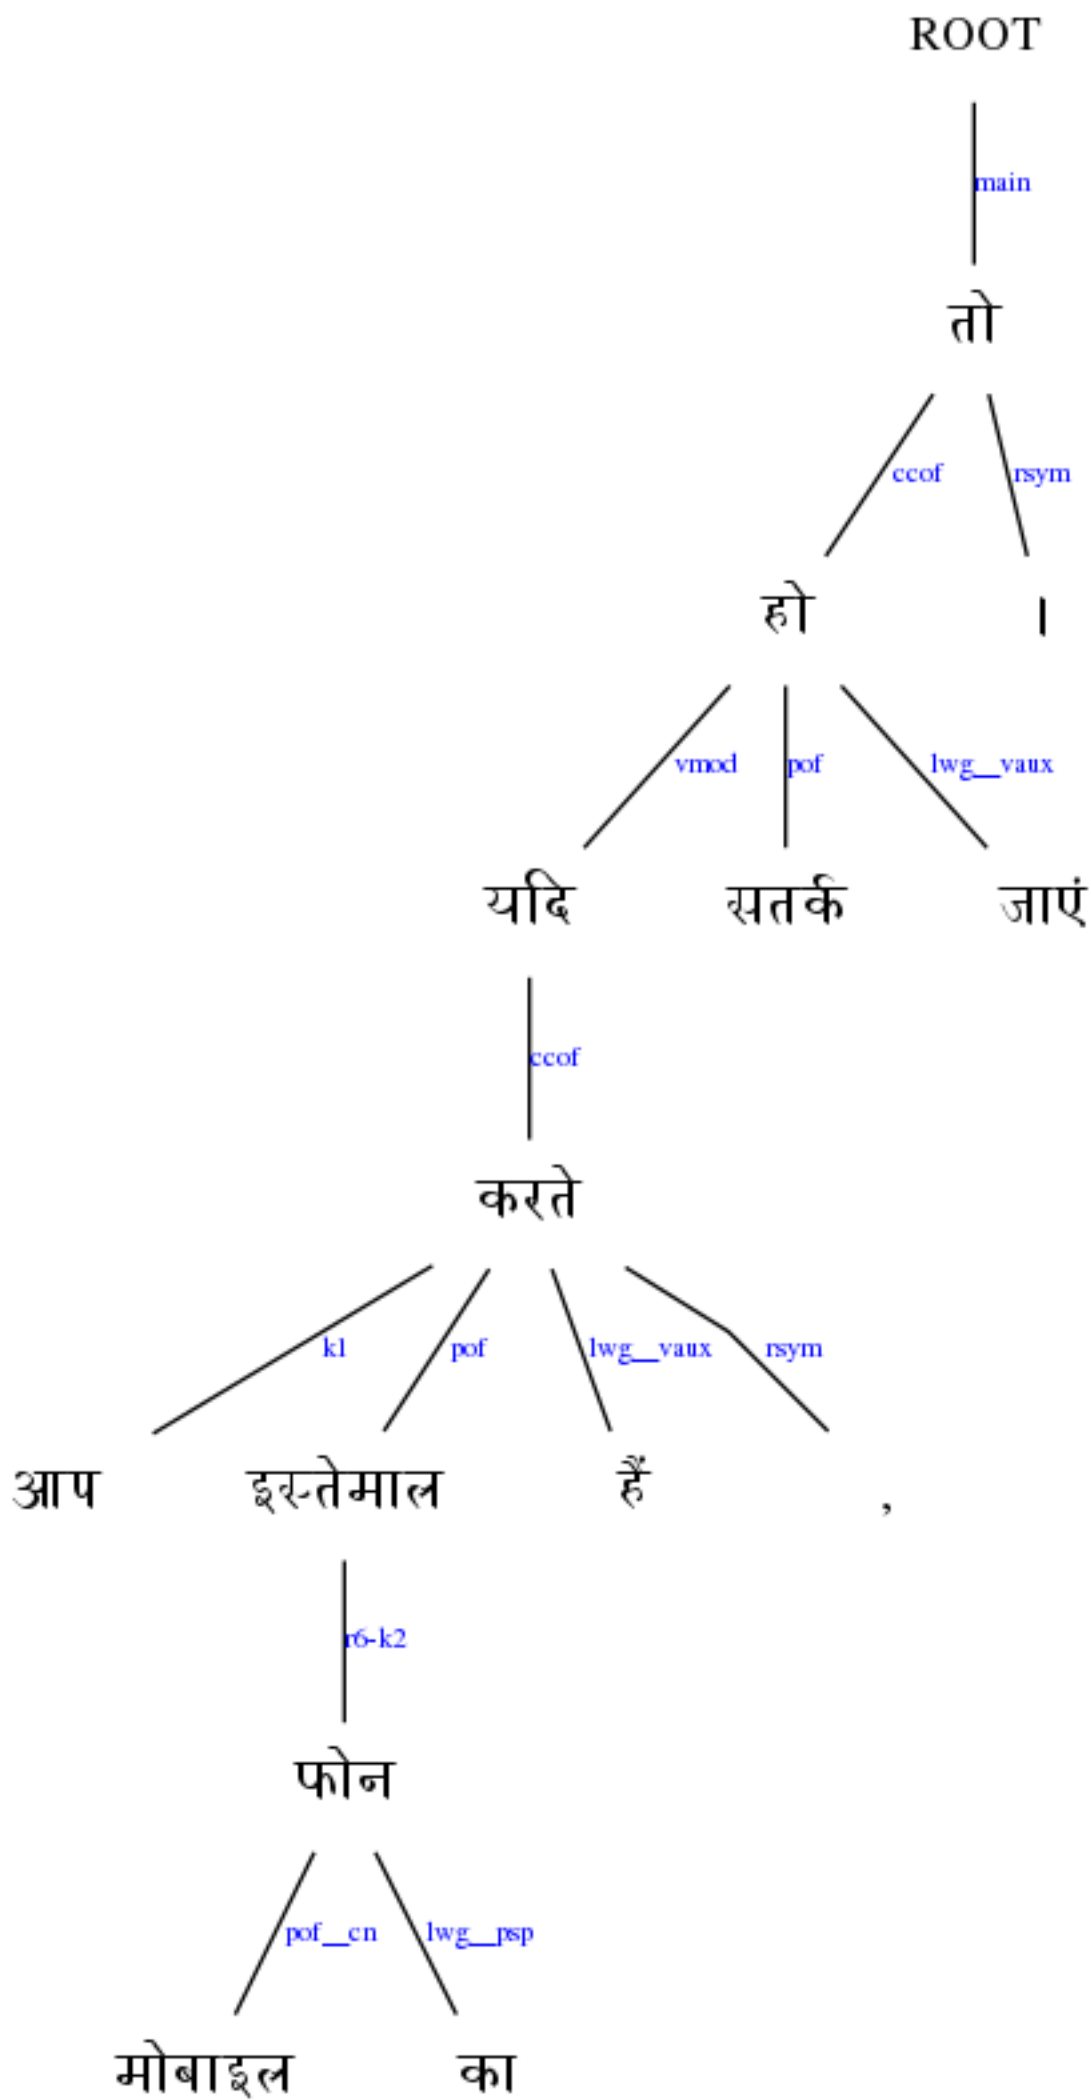 ROOT
main
तो
ccof rsym
हो ।
vmod pof lwg__vaux
यदि सतर्क जाएं
ccof
करते
k1 pof lwg__vaux rsym
आप इस्तेमाल हैं ,
r6-k2
फोन
pof__cn lwg__psp
मोबाइल का